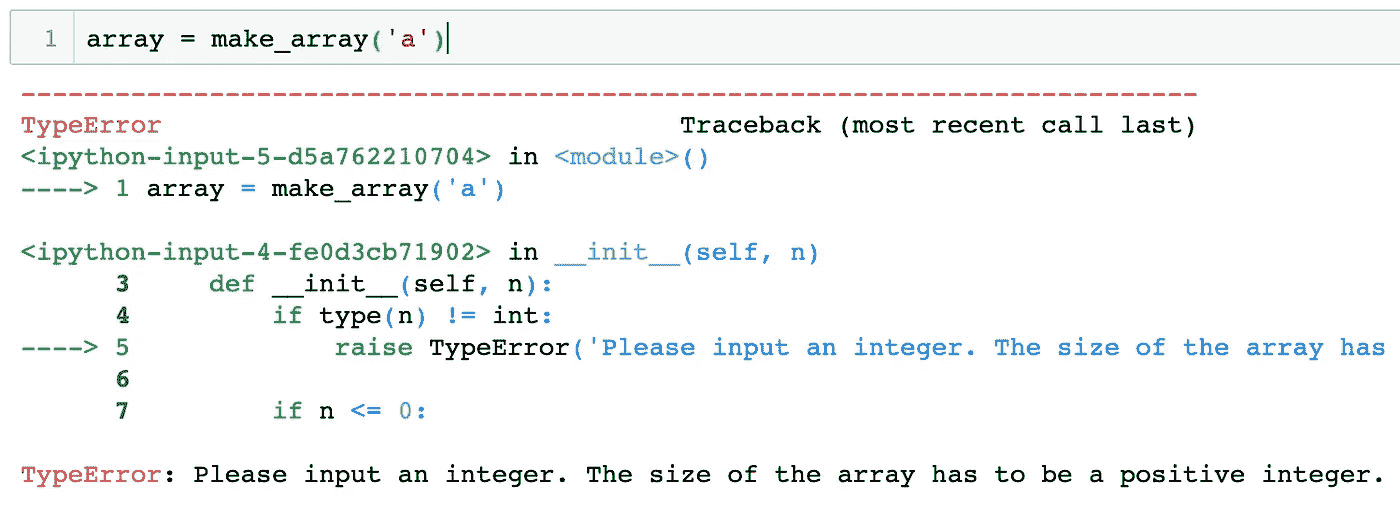 1 array = make_array('a')
---------------------------------------------------------------------------
TypeError                                 Traceback (most recent call last)
<ipython-input-5-d5a762210704> in <module>()
----> 1 array = make_array('a')

<ipython-input-4-fe0d3cb71902> in __init__(self, n)
      3     def __init__(self, n):
      4         if type(n) != int:
----> 5             raise TypeError('Please input an integer. The size of the array has
      6
      7         if n <= 0:

TypeError: Please input an integer. The size of the array has to be a positive integer.